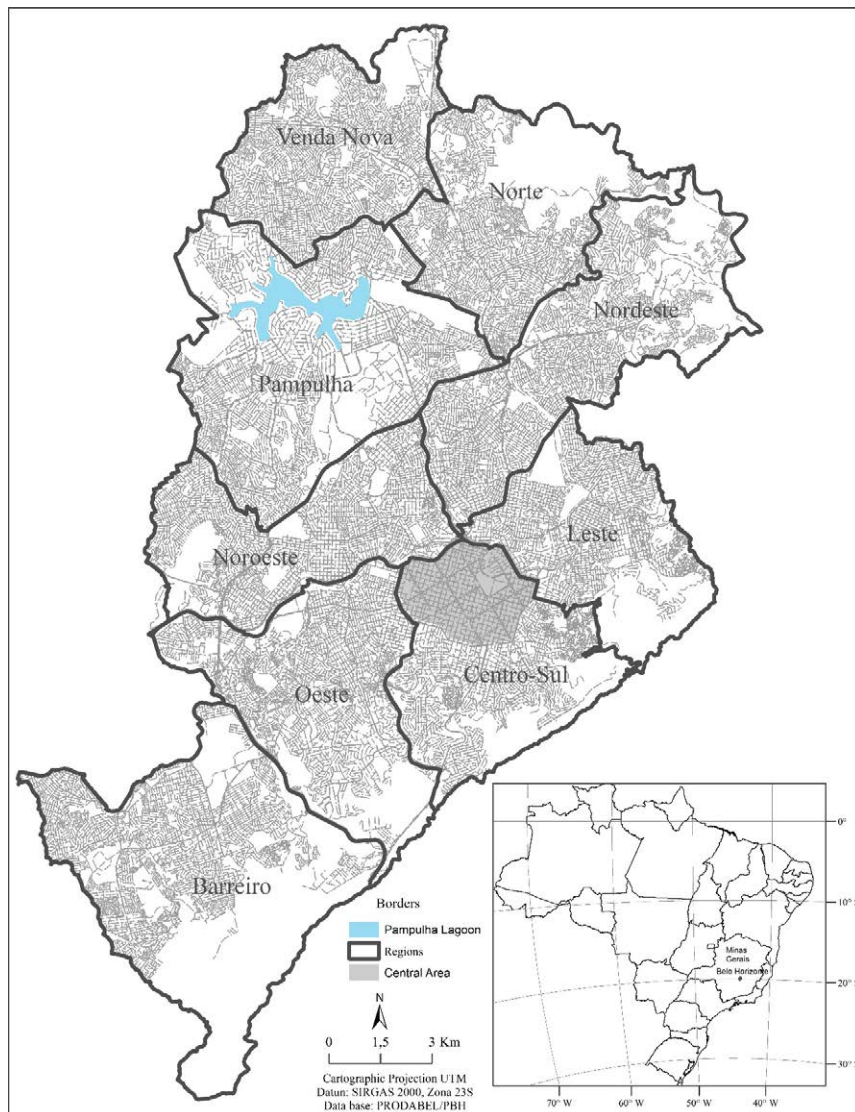 Venda Nova
Norte
Nordeste
Pampulha
Noroeste
Leste
Centro-Sul
Oeste
Barreiro
Borders
Pampulha Lagoon
Regions
Central Area
N
0 1,5 3 Km
Cartographic Projection UTM
Datun: SIRGAS 2000, Zona 23S
Data base: PRODABEL/PBH
0°
10° S
20° S
30° S
Minas
Gerais
Belo Horizonte
70° W 60° W 50° W 40° W